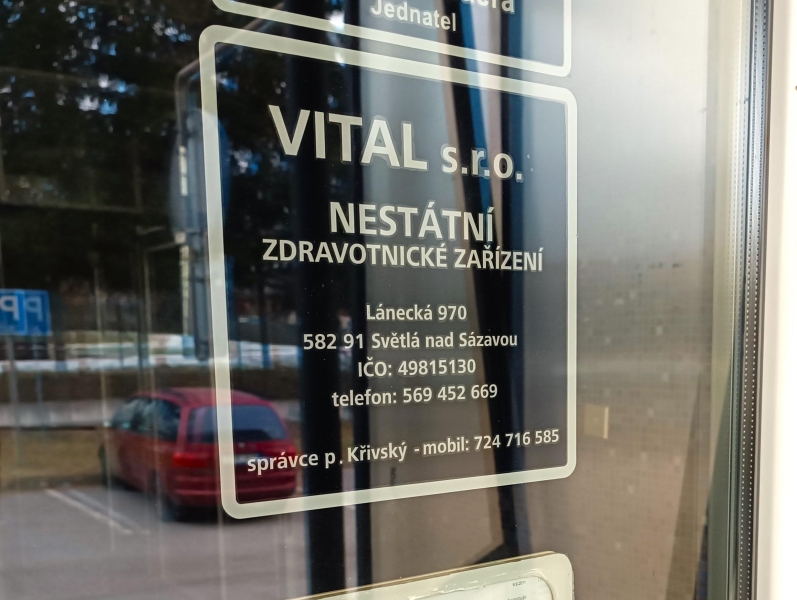 Jednatel
VITAL s.r.o.
NESTÁTNÍ
ZDRAVOTNICKÉ ZAŘÍZENÍ
Lánecká 970
582 91 Světlá nad Sázavou
IČO: 49815130
telefon: 569 452 669
správce p. Křivský - mobil: 724 716 585